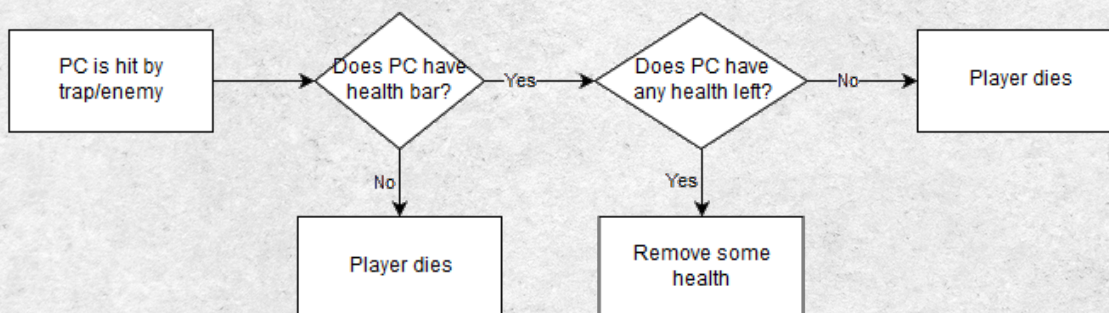 PC is hit by
trap/enemy
Does PC have
health bar?
Yes
Does PC have
any health left?
No
Player dies
No
Yes
Player dies
Remove some
health